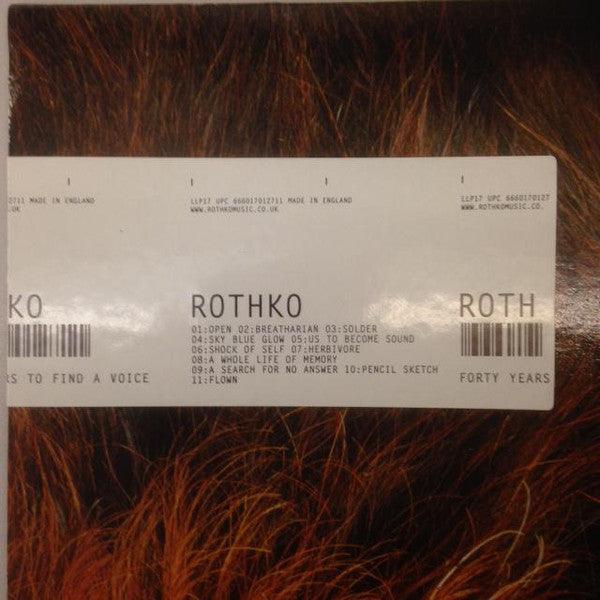 2711 MADE IN ENGLAND
.UK
KO
RS TO FIND A VOICE
LLP17 UPC 666017012711 MADE IN ENGLAND
WWW.ROTHKOMUSIC.CO.UK
ROTHKO
01:OPEN 02:BREATHARIAN 03:SOLDER
04:SKY BLUE GLOW 05:US TO BECOME SOUND
06:SHOCK OF SELF 07:HERBIVORE
08:A WHOLE LIFE OF MEMORY
09:A SEARCH FOR NO ANSWER 10:PENCIL SKETCH
11:FLOWN
LLP17 UPC 6660170127
WWW.ROTHKOMUSIC.CO.
ROTH
FORTY YEARS